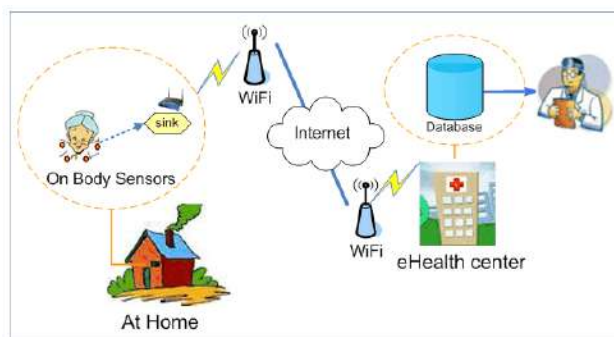 WiFi
sink
On Body Sensors
Internet
Database
WiFi
eHealth center
At Home